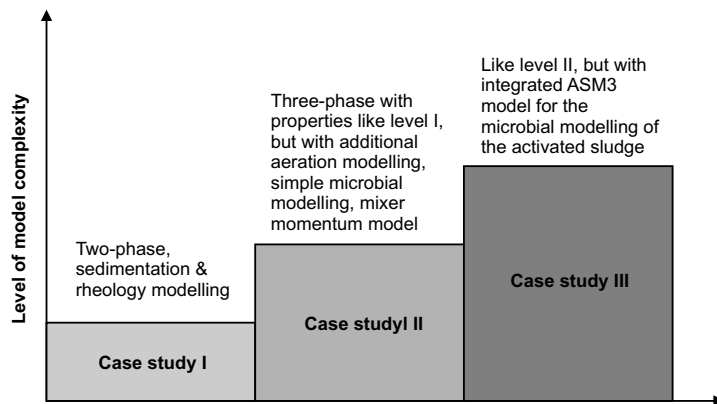 Level of model complexity
Two-phase,
sedimentation &
rheology modelling
Case study I
Three-phase with
properties like level I,
but with additional
aeration modelling,
simple microbial
modelling, mixer
momentum model
Case studyl II
Like level II, but with
integrated ASM3
model for the
microbial modelling of
the activated sludge
Case study III